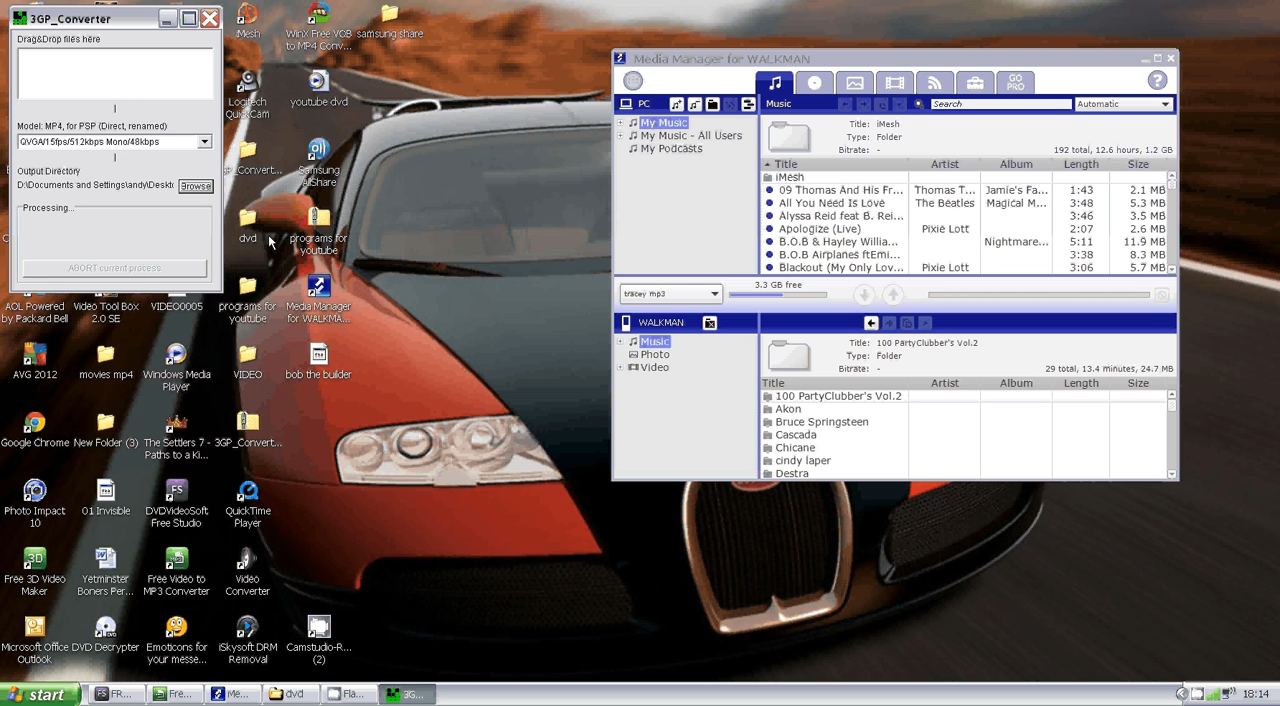 3GP_Converter
Drag&Drop files here
Model: MP4, for PSP (Direct, renamed)
QVGA/15fps/512kbps Mono/48kbps
Output Directory
D:\Documents and Settings\andy\Deskt
Browse
Processing...
ABORT current process
iMesh
WinX Free VOB
to MP4 Conv...
samsung share
Logitech
QuickCam
youtube dvd
Samsung
AllShare
dvd
programs for
youtube
AOL Powered
by Packard Bell
Video Tool Box
2.0 SE
VIDEO0005
programs for
youtube
Media Manager
for WALKMA...
AVG 2012
movies mp4
Windows Media
Player
VIDEO
bob the builder
Google Chrome
New Folder (3)
The Settlers 7 -
Paths to a Ki...
3GP_Convert...
Photo Impact
10
01 Invisible
DVDVideoSoft
Free Studio
QuickTime
Player
Free 3D Video
Maker
Yetminster
Boners Per...
Free Video to
MP3 Converter
Video
Converter
Microsoft Office
Outlook
DVD Decrypter
Emoticons for
your messe...
iSkysoft DRM
Removal
Camstudio-R...
(2)
Media Manager for WALKMAN
GO
PRO
?
PC
Music
Search
Automatic
My Music
My Music - All Users
My Podcasts
Title: iMesh
Type: Folder
Bitrate: -
192 total, 12.6 hours, 1.2 GB
Title Artist Album Length Size
iMesh
09 Thomas And His Fr... Thomas T... Jamie's Fa... 1:43 2.1 MB
All You Need Is Love The Beatles Magical M... 3:48 5.3 MB
Alyssa Reid feat B. Rei... 3:46 3.5 MB
Apologize (Live) Pixie Lott 2:07 2.6 MB
B.O.B & Hayley Willia... Nightmare... 5:11 11.9 MB
B.O.B Airplanes ftEmi... 3:38 8.3 MB
Blackout (My Only Lov... Pixie Lott 3:06 5.7 MB
tracey mp3
3.3 GB free
WALKMAN
Music
Photo
Video
Title: 100 PartyClubber's Vol.2
Type: Folder
Bitrate: -
29 total, 13.4 minutes, 24.7 MB
Title Artist Album Length Size
100 PartyClubber's Vol.2
Akon
Bruce Springsteen
Cascada
Chicane
cindy laper
Destra
start
FR...
Fre...
Me...
dvd
Fla...
3G...
18:14